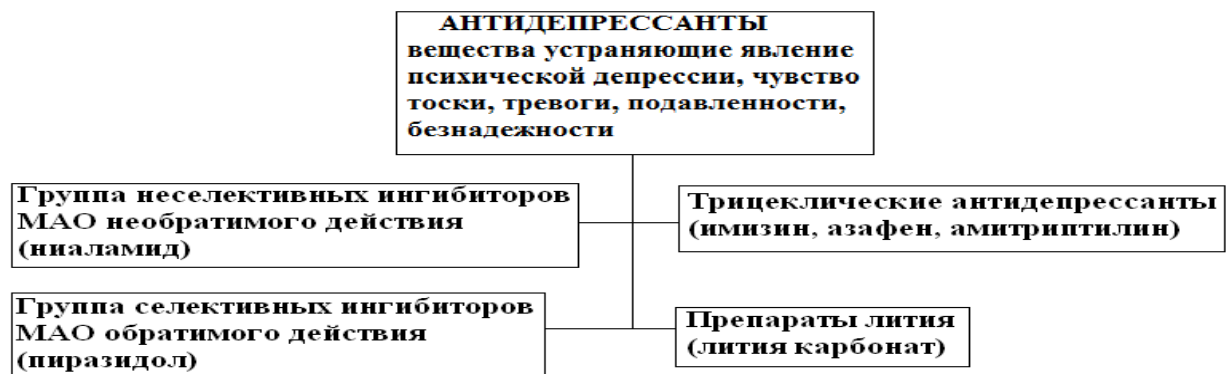 АНТИДЕПРЕССАНТЫ
вещества устраняющие явление
психической депрессии, чувство
тоски, тревоги, подавленности,
безнадежности
Группа неселективных ингибиторов
МАО необратимого действия
(ниаламид)
Трицеклические антидепрессанты
(имизин, азафен, амитриптилин)
Группа селективных ингибиторов
МАО обратимого действия
(пиразидол)
Препараты лития
(лития карбонат)